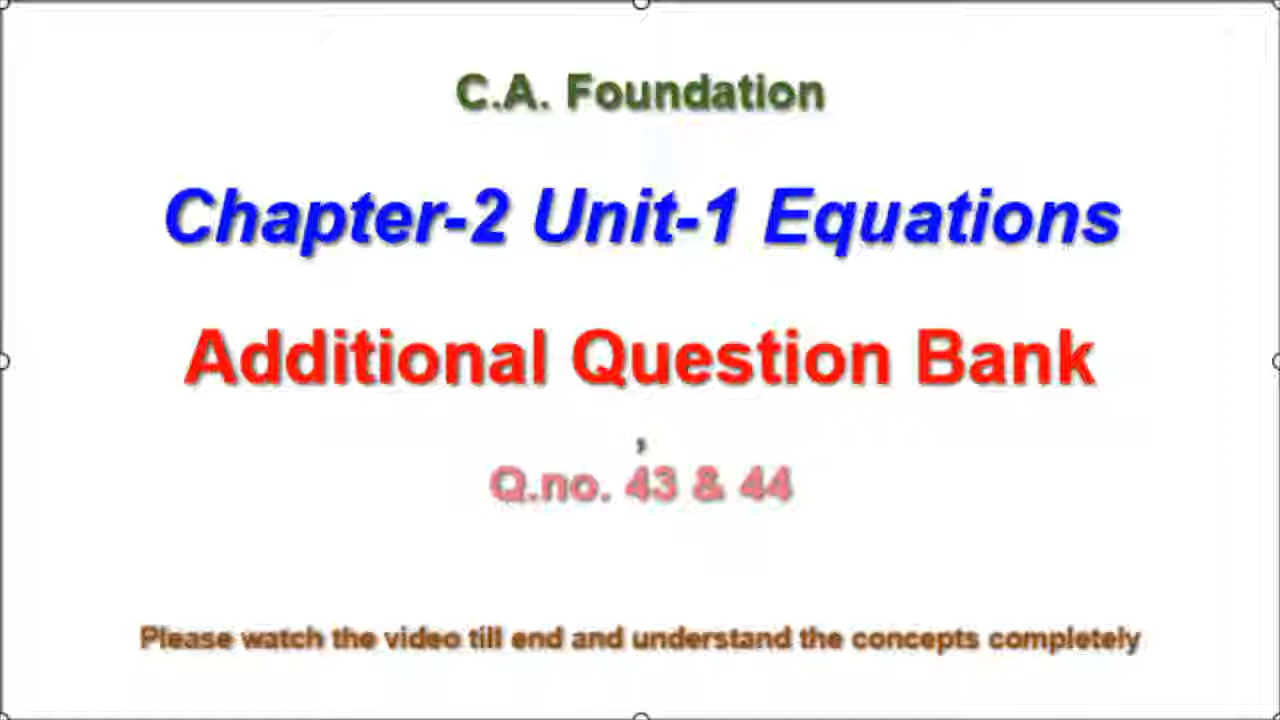 C.A. Foundation
Chapter-2 Unit-1 Equations
Additional Question Bank
,
Q.no. 43 & 44
Please watch the video till end and understand the concepts completely